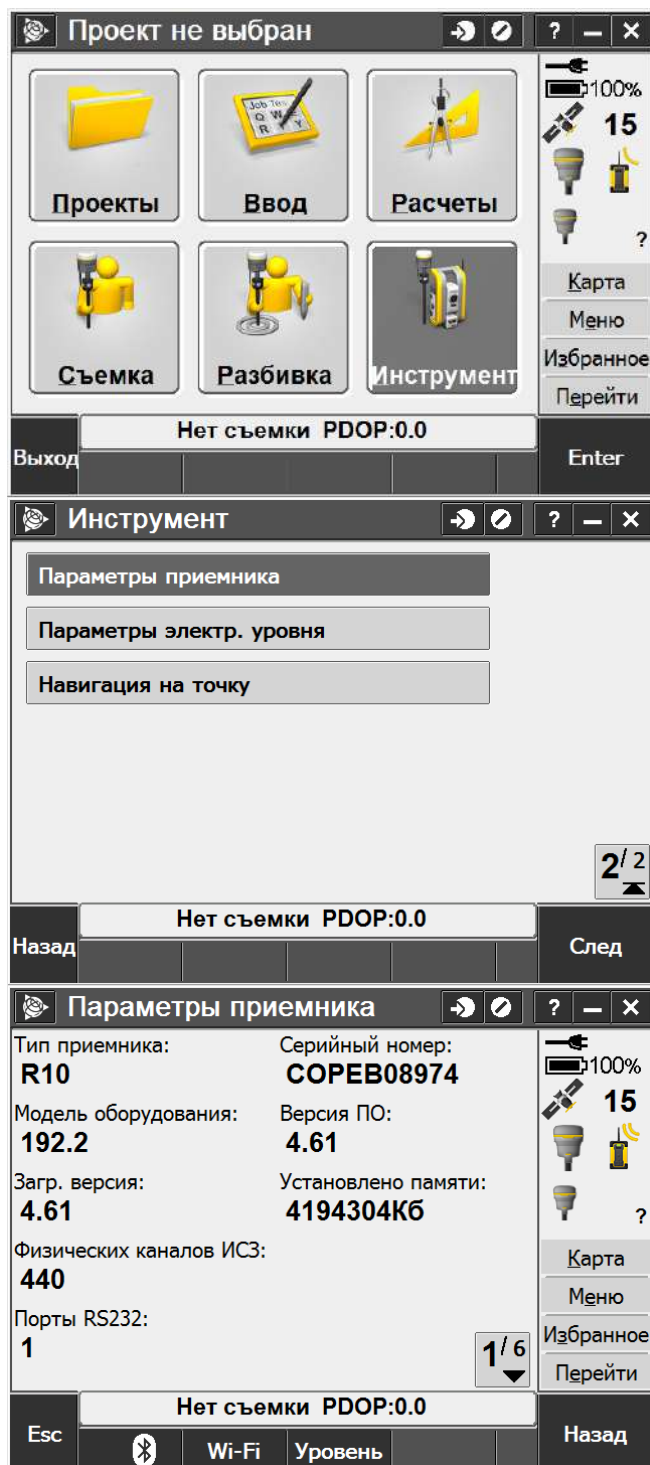 Проект не выбран
?
100%
15
Job Tex
Q W E
R Y
Проекты Ввод Расчеты
?
Карта
Меню
Съемка Разбивка Инструмент
Избранное
Перейти
Нет съемки PDOP:0.0
Выход
Enter
Инструмент
?
Параметры приемника
Параметры электр. уровня
Навигация на точку
2/ 2
Нет съемки PDOP:0.0
Назад
След
Параметры приемника
?
Тип приемника: Серийный номер:
R10 COPEB08974
100%
15
Модель оборудования: Версия ПО:
192.2 4.61
Загр. версия: Установлено памяти:
4.61 4194304Кб
?
Физических каналов ИСЗ:
440
Порты RS232:
1
1/ 6
Карта
Меню
Избранное
Перейти
Нет съемки PDOP:0.0
Esc
Wi-Fi Уровень
Назад